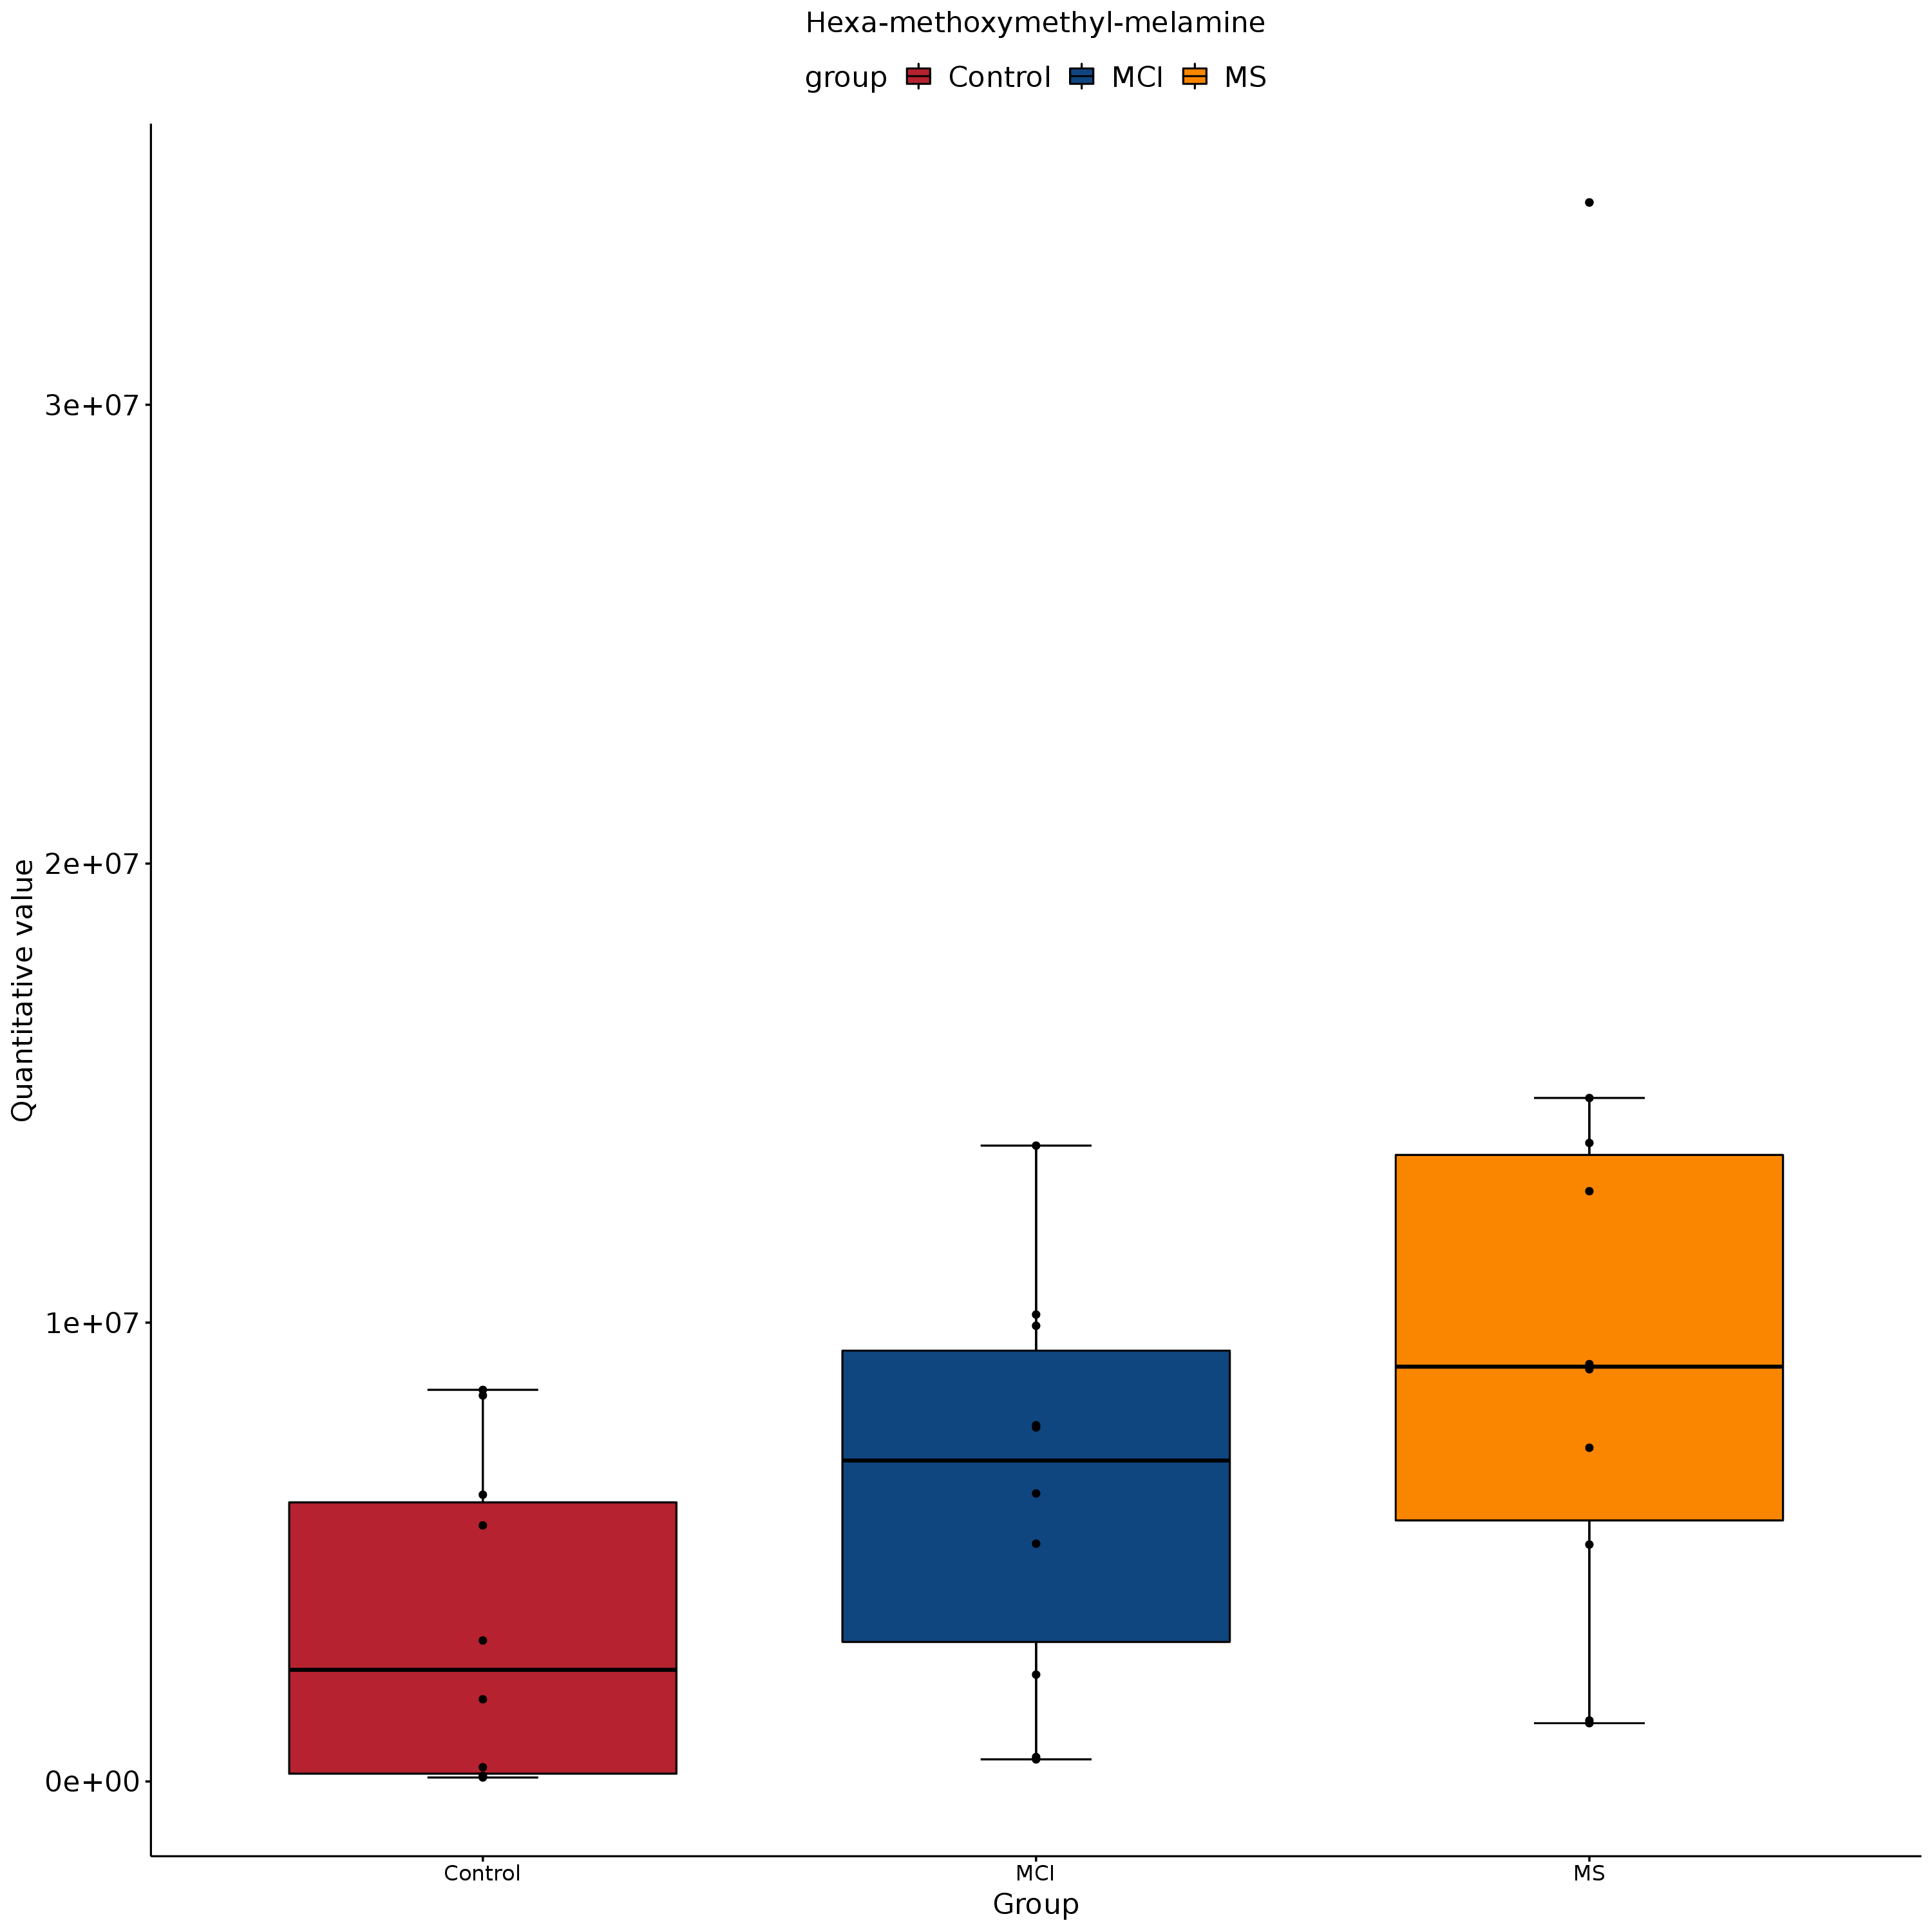 Hexa-methoxymethyl-melamine
group Control MCI MS
Quantitative value
3e+07
2e+07
1e+07
0e+00
Control MCI MS
Group